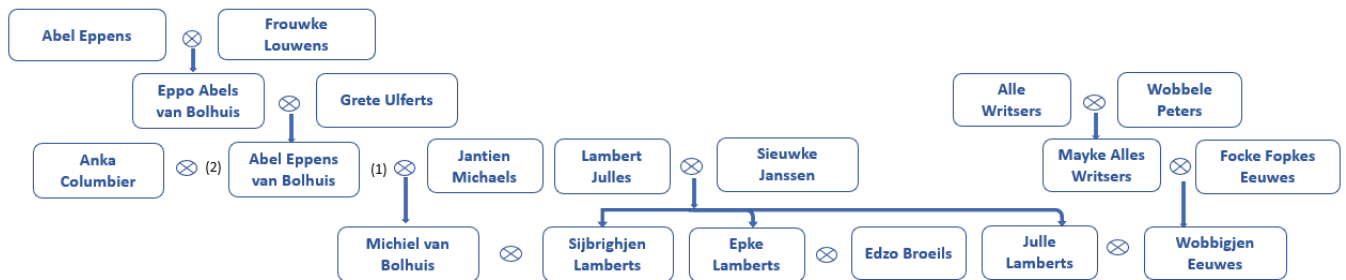 Abel Eppens
Frouwke
Louwens
Eppo Abels
van Bolhuis
Grete Ulferts
Alle
Writsers
Wobbele
Peters
Anka
Columbier
(2)
Abel Eppens
van Bolhuis
(1)
Jantien
Michaels
Lambert
Julles
Sieuwke
Janssen
Mayke Alles
Writsers
Focke Fopkes
Eeuwes
Michiel van
Bolhuis
Sijbrighjen
Lamberts
Epke
Lamberts
Edzo Broeils
Julle
Lamberts
Wobbigjen
Eeuwes